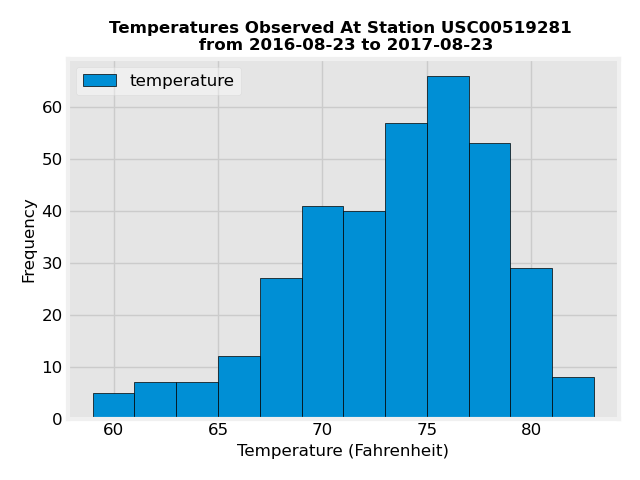 Temperatures Observed At Station USC00519281
from 2016-08-23 to 2017-08-23
temperature
60
50
40
30
20
10
0
Frequency
60 65 70 75 80
Temperature (Fahrenheit)